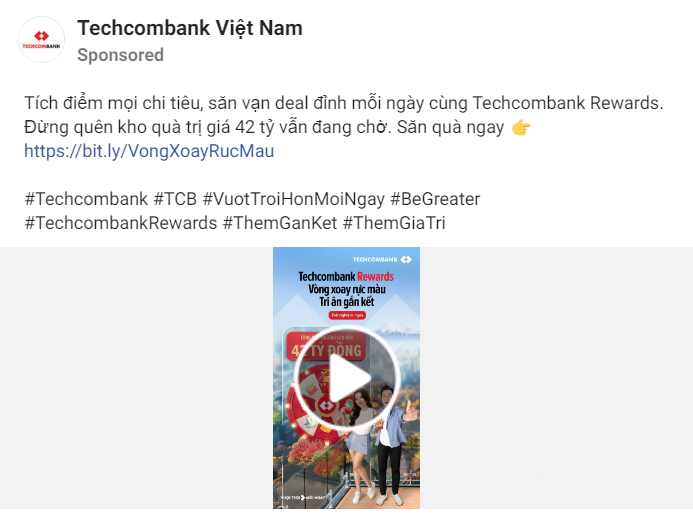 Techcombank Việt Nam
TECHCOMBANK
Sponsored
Tích điểm mọi chi tiêu, săn vạn deal đỉnh mỗi ngày cùng Techcombank Rewards.
Đừng quên kho quà trị giá 42 tỷ vẫn đang chờ. Săn quà ngay 👉
https://bit.ly/VongXoayRucMau
#Techcombank #TCB #VuotTroiHonMoiNgay #BeGreater
#TechcombankRewards #ThemGanKet #ThemGiaTri
TECHCOMBANK
Techcombank Rewards
Vòng xoay rực màu
Tri ân gắn kết
42 TỶ ĐỒNG
VƯỢT TRỘI HƠN MỖI NGÀY